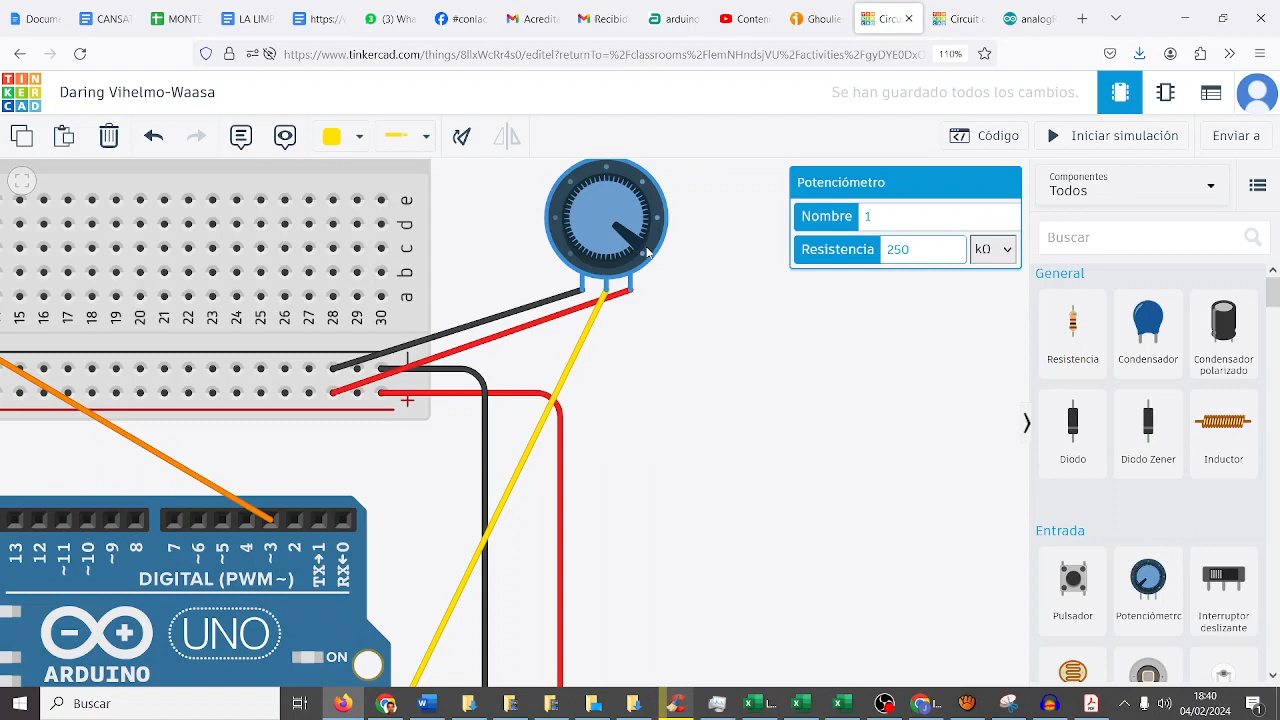 Docume
CANSA
MONTE
LA LIM
https:/
(3) Wha
#conlac
Acredita
Recibid
arduino
Conten
Ghoulie
Circu
Circuit
analogR
https://www.tinkercad.com/things/8llxWcRr4s0/editel?returnTo=%2Fclassrooms%2FlemNHndsjVU%2Factivities%2FgyDYE0DxO
110%
TIN
KER
CAD
Daring Vihelmo-Waasa
Se han guardado todos los cambios.
Código
Iniciar simulación
Enviar a
Potenciómetro
Nombre 1
Resistencia 250 kΩ
Componentes
Todos
Buscar
General
Resistencia
Condensador
Condensador polarizado
Diodo
Diodo Zener
Inductor
Entrada
Pulsador
Potenciómetro
Interruptor deslizante
e
d
c
b
a
15 16 17 18 19 20 21 22 23 24 25 26 27 28 29 30
+
13 12 ~11 ~10 ~9 8 7 ~6 ~5 4 ~3 2 TX→1 RX←0
DIGITAL (PWM~)
UNO
ON
ARDUINO
Buscar
18:40
04/02/2024